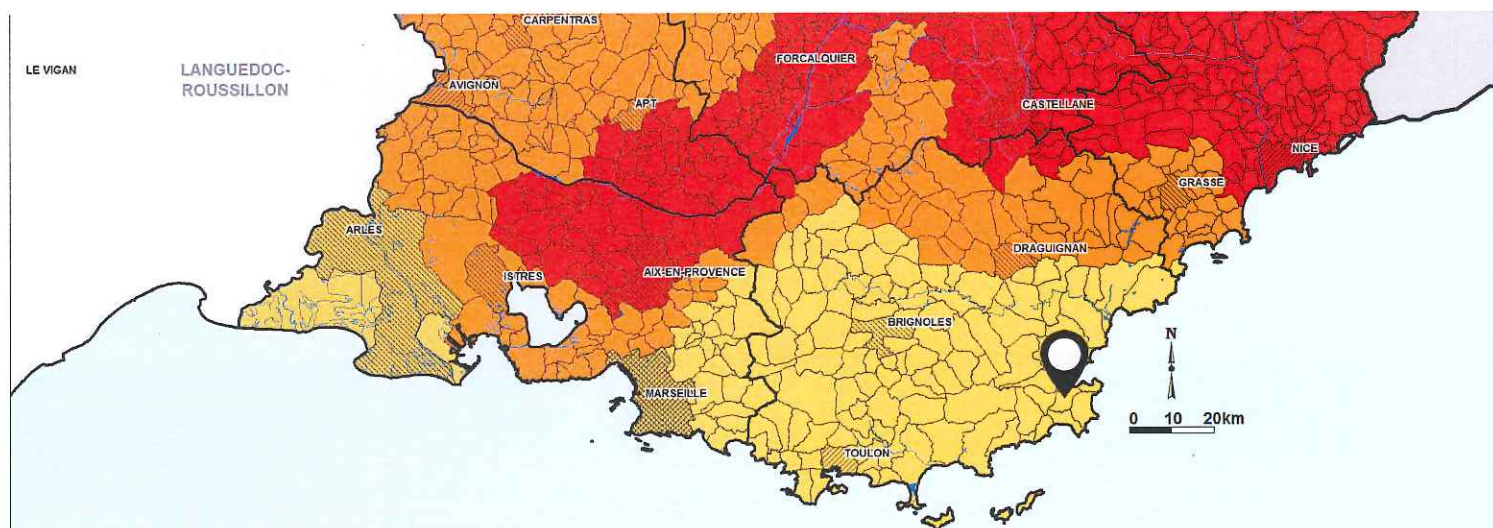 CARPENTRAS
LE VIGAN
LANGUEDOC-
ROUSSILLON
FORCALQUIER
AVIGNON
APT
CASTELLANE
NICE
GRASSE
ARLES
DRAGUIGNAN
ISTRES
AIX-EN-PROVENCE
BRIGNOLES
N
MARSEILLE
0 10 20km
TOULON